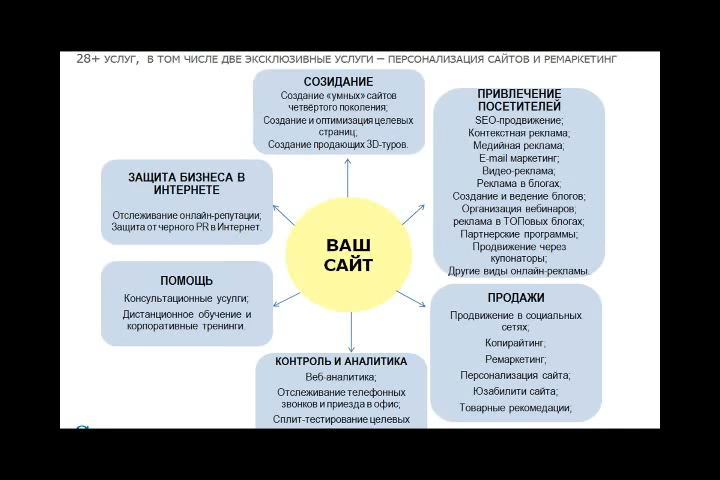 28+ УСЛУГ, В ТОМ ЧИСЛЕ ДВЕ ЭКСКЛЮЗИВНЫЕ УСЛУГИ – ПЕРСОНАЛИЗАЦИЯ САЙТОВ И РЕМАРКЕТИНГ
СОЗИДАНИЕ
Создание «умных» сайтов
четвёртого поколения;
Создание и оптимизация целевых
страниц;
Создание продающих 3D-туров.
ПРИВЛЕЧЕНИЕ
ПОСЕТИТЕЛЕЙ
SEO-продвижение;
Контекстная реклама;
Медийная реклама;
E-mail маркетинг;
Видео-реклама;
Реклама в блогах;
Создание и ведение блогов;
Организация вебинаров;
реклама в ТОПовых блогах;
Партнерские программы;
Продвижение через
купонаторы;
Другие виды онлайн-рекламы.
ЗАЩИТА БИЗНЕСА В
ИНТЕРНЕТЕ
Отслеживание онлайн-репутации;
Защита от черного PR в Интернет.
ВАШ
САЙТ
ПОМОЩЬ
Консультационные усулги;
Дистанционное обучение и
корпоративные тренинги.
ПРОДАЖИ
Продвижение в социальных
сетях;
Копирайтинг;
Ремаркетинг;
Персонализация сайта;
Юзабилити сайта;
Товарные рекомедации;
КОНТРОЛЬ И АНАЛИТИКА
Веб-аналитика;
Отслеживание телефонных
звонков и приезда в офис;
Сплит-тестирование целевых